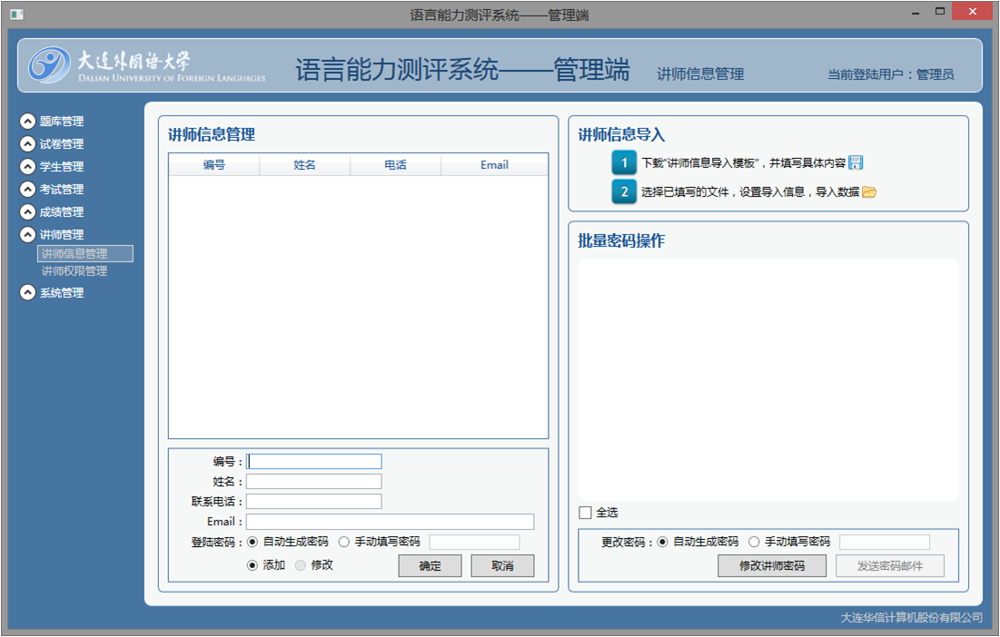 语言能力测评系统——管理端
大连外国语大学
DALIAN UNIVERSITY OF FOREIGN LANGUAGES
语言能力测评系统——管理端 讲师信息管理 当前登陆用户：管理员
题库管理
试卷管理
学生管理
考试管理
成绩管理
讲师管理
讲师信息管理
讲师权限管理
系统管理
讲师信息管理
编号 姓名 电话 Email
编号：
姓名：
联系电话：
Email：
登陆密码： 自动生成密码 手动填写密码
添加 修改 确定 取消
讲师信息导入
1 下载“讲师信息导入模板”，并填写具体内容
2 选择已填写的文件，设置导入信息，导入数据
批量密码操作
全选
更改密码： 自动生成密码 手动填写密码
修改讲师密码 发送密码邮件
大连华信计算机股份有限公司